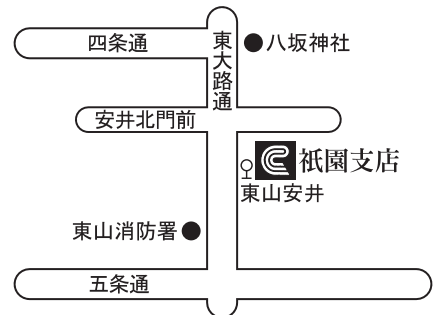 四条通
東大路通
八坂神社
安井北門前
祇園支店
東山安井
東山消防署
五条通